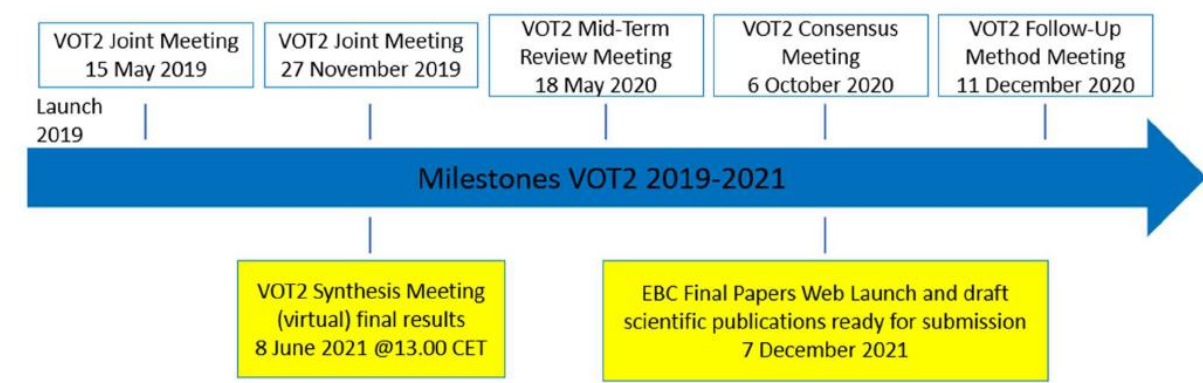 VOT2 Joint Meeting
15 May 2019
VOT2 Joint Meeting
27 November 2019
VOT2 Mid-Term
Review Meeting
18 May 2020
VOT2 Consensus
Meeting
6 October 2020
VOT2 Follow-Up
Method Meeting
11 December 2020
Launch
2019
Milestones VOT2 2019-2021
VOT2 Synthesis Meeting
(virtual) final results
8 June 2021 @13.00 CET
EBC Final Papers Web Launch and draft
scientific publications ready for submission
7 December 2021